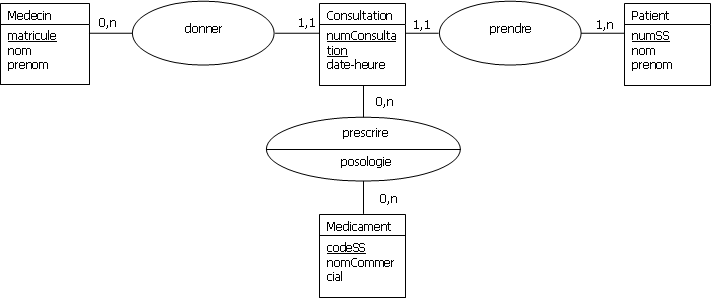 Medecin
matricule
nom
prenom
0,n
donner
1,1
Consultation
numConsulta
tion
date-heure
1,1
prendre
1,n
Patient
numSS
nom
prenom
0,n
prescrire
posologie
0,n
Medicament
codeSS
nomCommer
cial